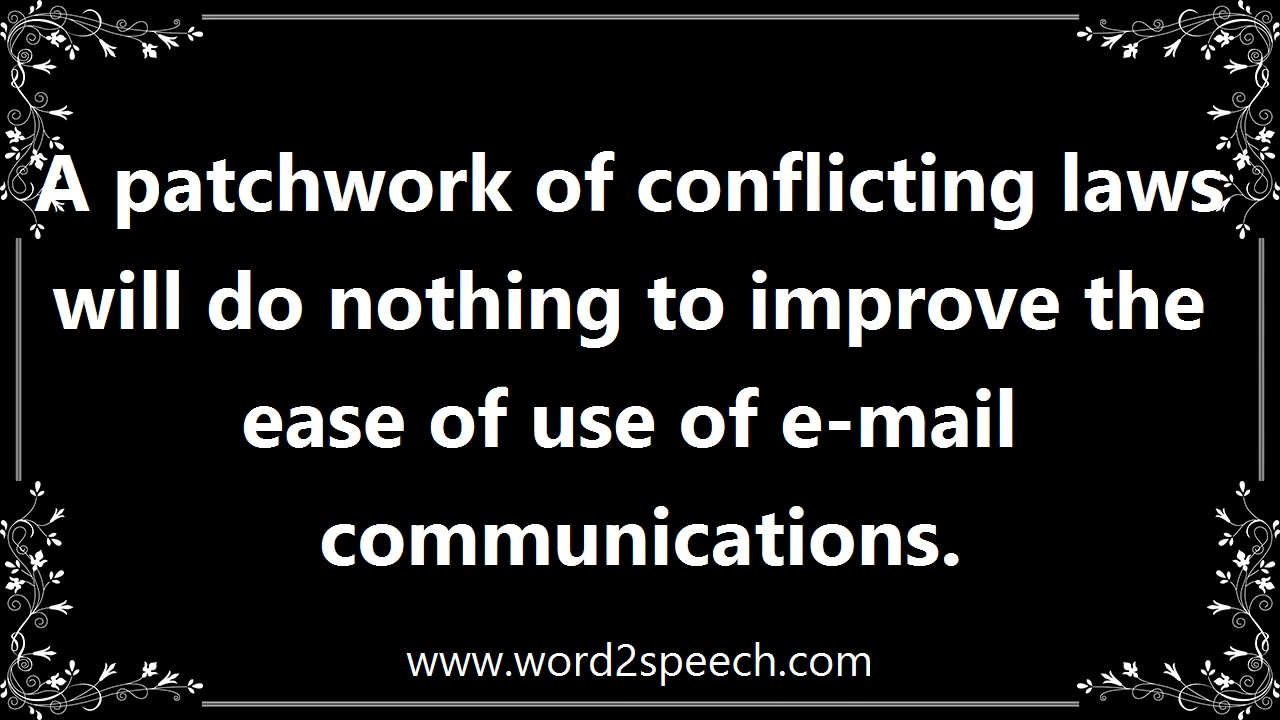 A patchwork of conflicting laws
will do nothing to improve the
ease of use of e-mail
communications.
www.word2speech.com